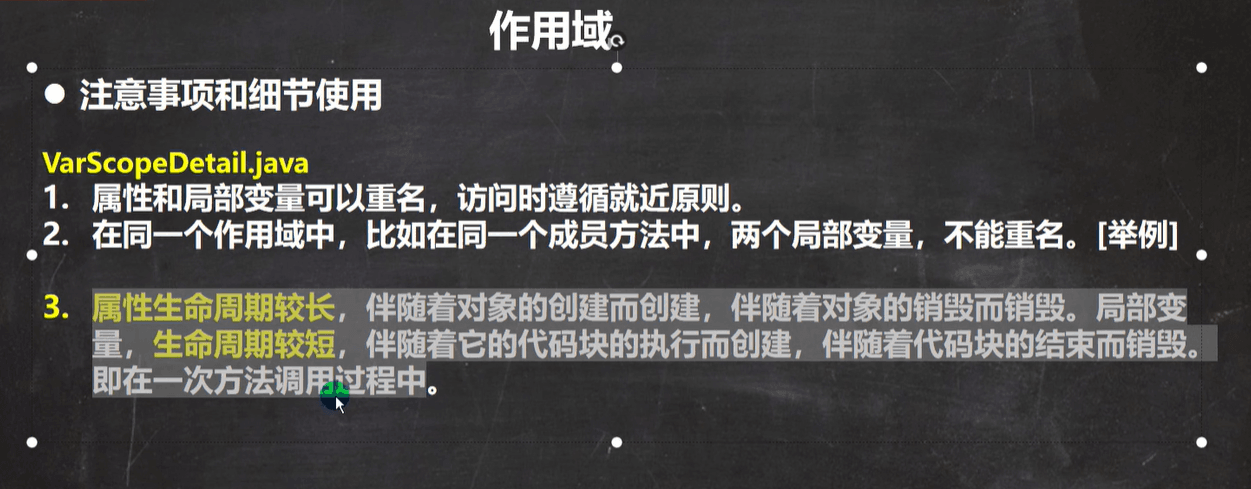 作用域
● 注意事项和细节使用
VarScopeDetail.java
1. 属性和局部变量可以重名，访问时遵循就近原则。
2. 在同一个作用域中，比如在同一个成员方法中，两个局部变量，不能重名。[举例]
3. 属性生命周期较长，伴随着对象的创建而创建，伴随着对象的销毁而销毁。局部变
量，生命周期较短，伴随着它的代码块的执行而创建，伴随着代码块的结束而销毁。
即在一次方法调用过程中。